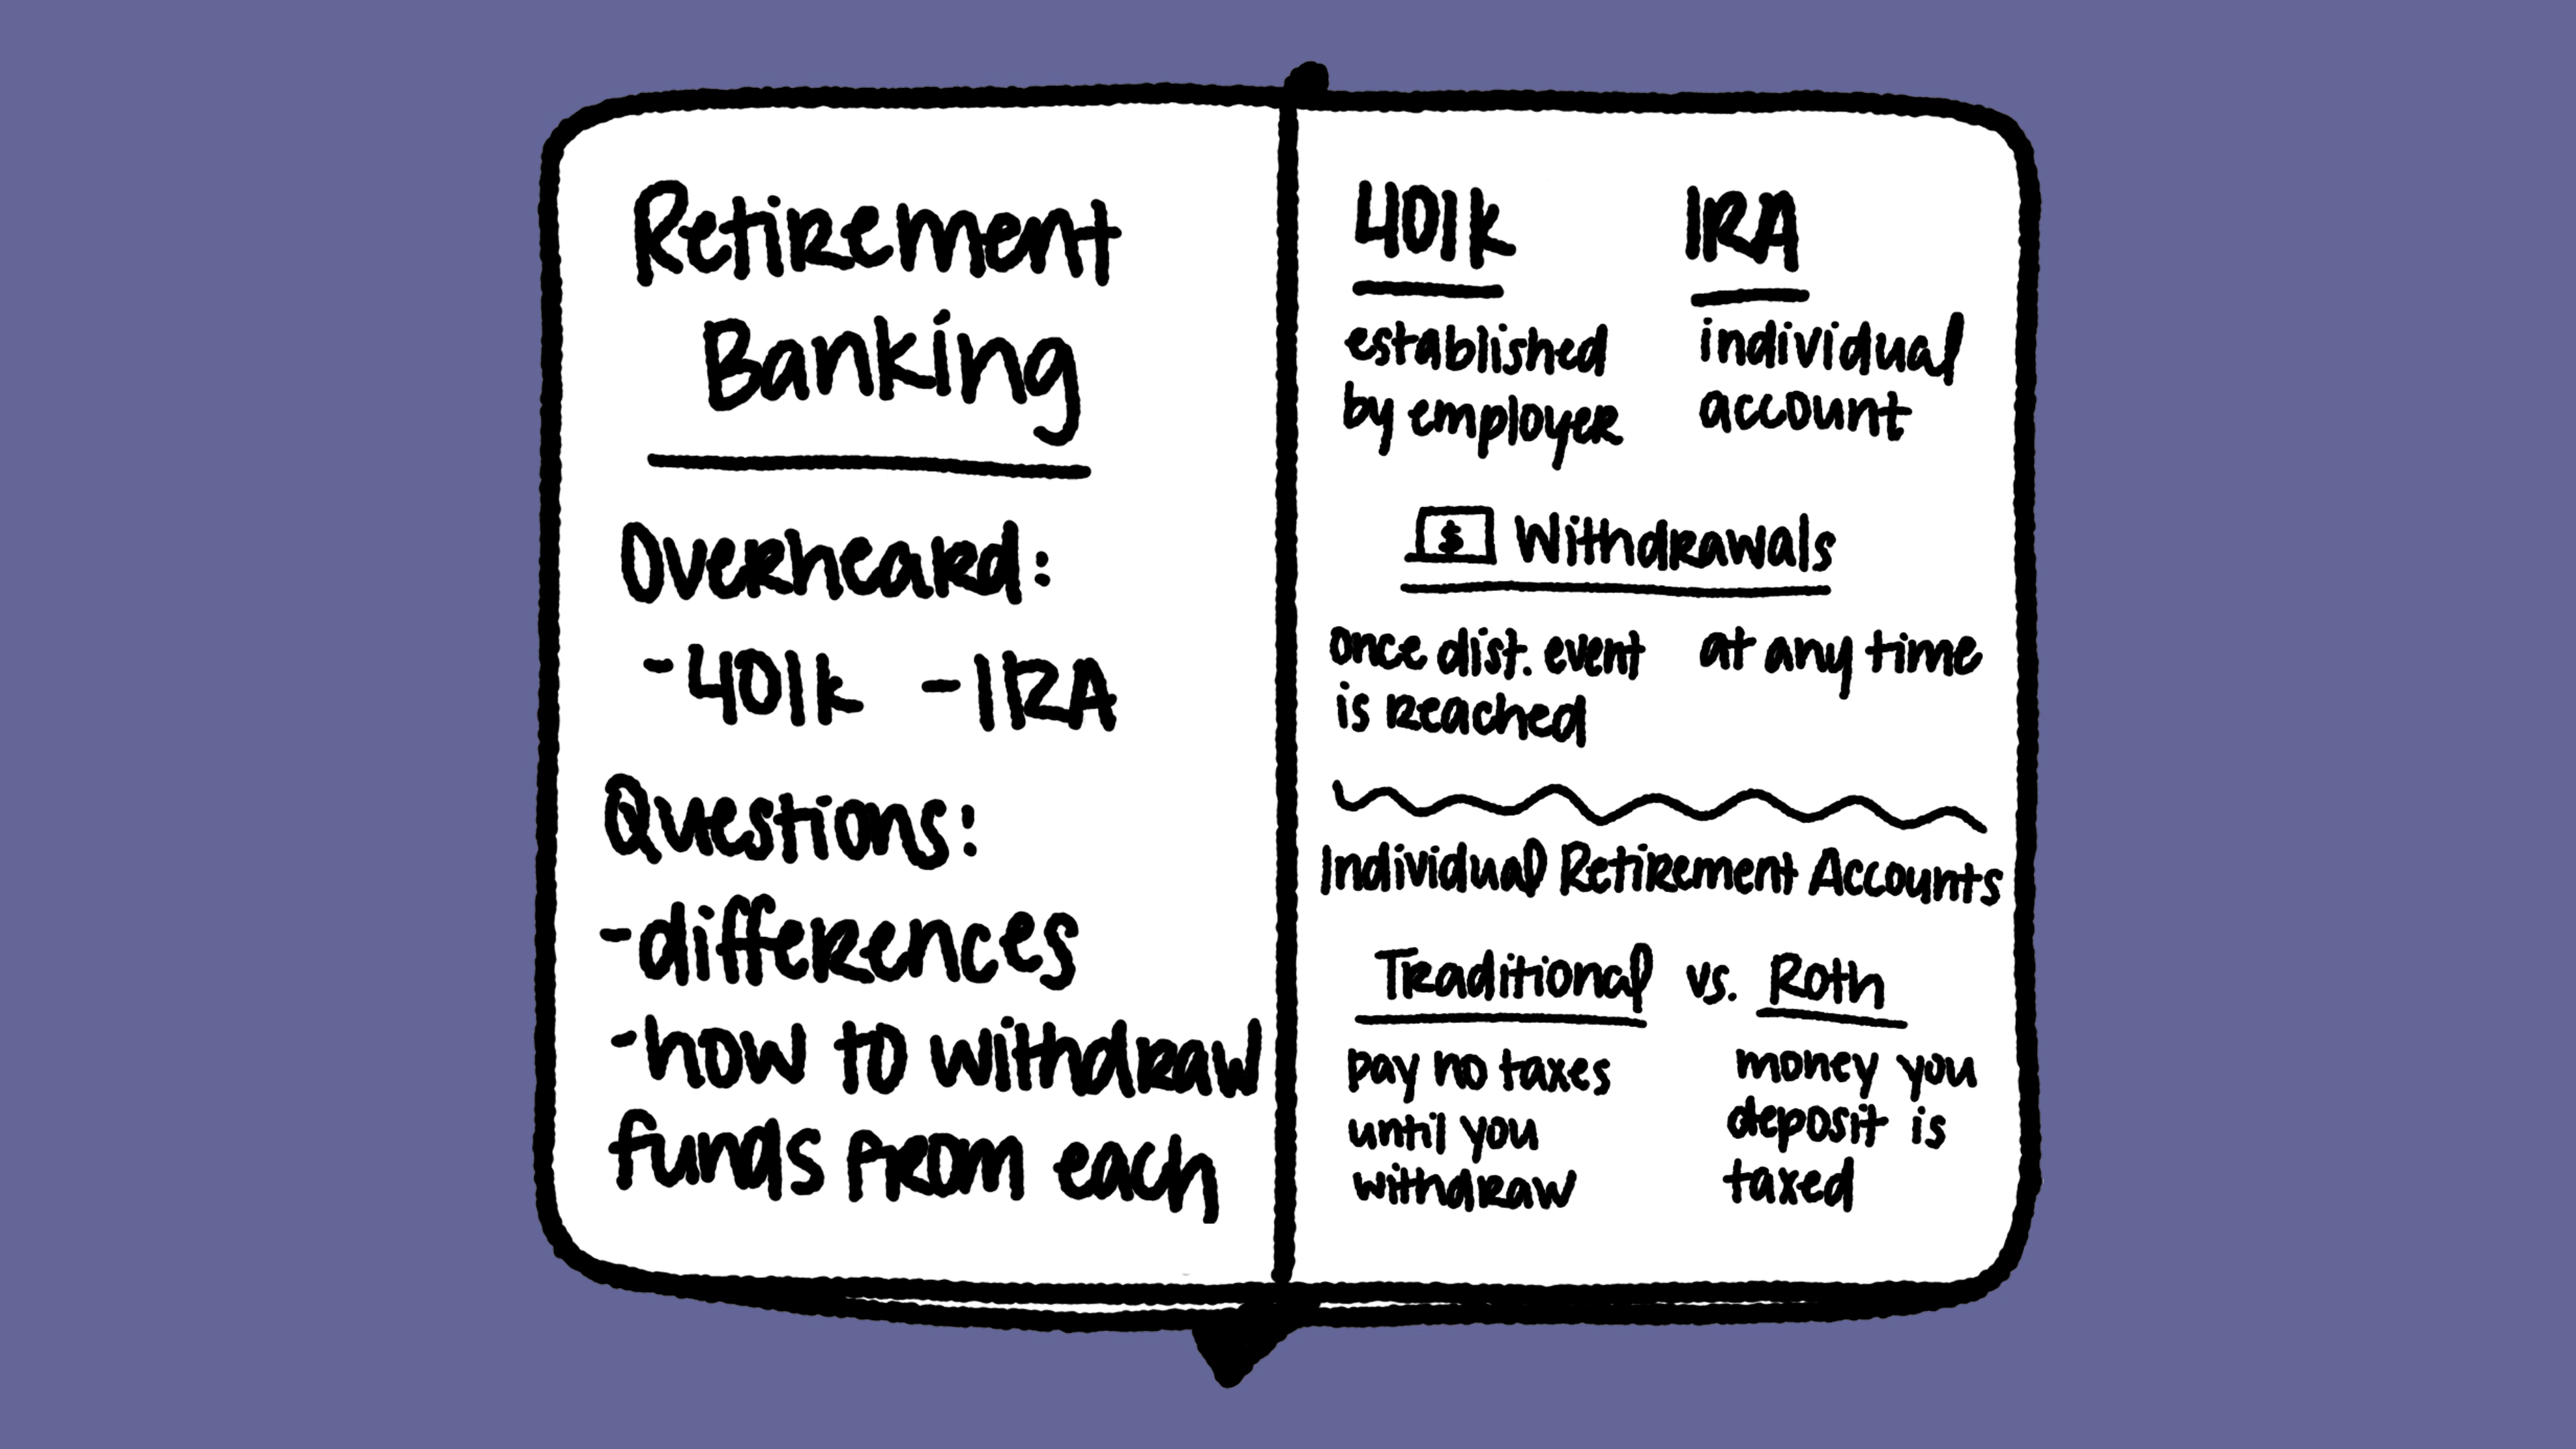 Retirement
Banking
Overheard:
-401k -IRA
Questions:
-differences
-how to withdraw
funds from each
401k IRA
established individual
by employer account
$ Withdrawals
once dist. event at any time
is reached
Individual Retirement Accounts
Traditional vs. Roth
pay no taxes money you
until you deposit is
withdraw taxed